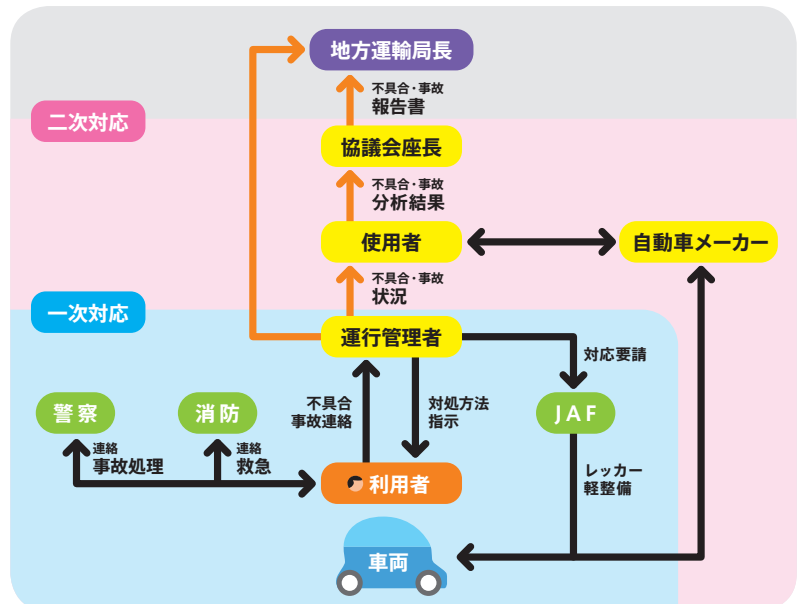 地方運輸局長
不具合・事故
報告書
二次対応
協議会座長
不具合・事故
分析結果
使用者
自動車メーカー
不具合・事故
状況
一次対応
運行管理者
対応要請
警察
消防
不具合
事故連絡
対処方法
指示
JAF
連絡
事故処理
連絡
救急
利用者
レッカー
軽整備
車両